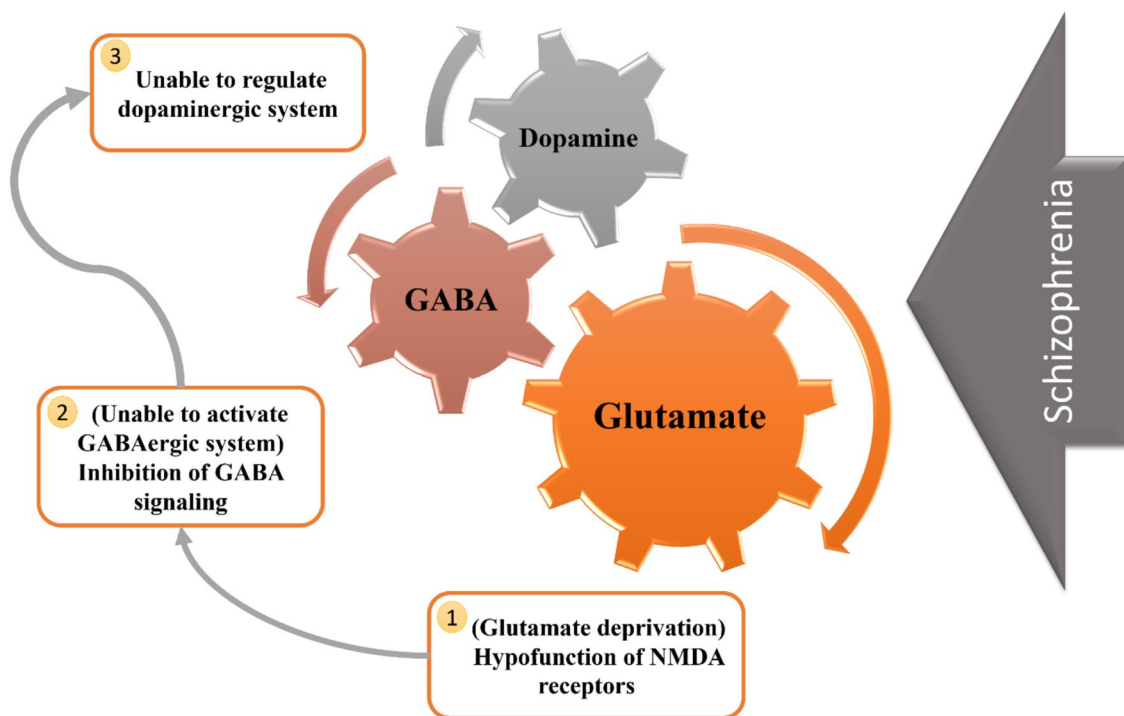 3
Unable to regulate
dopaminergic system
Dopamine
GABA
Glutamate
Schizophrenia
2
(Unable to activate
GABAergic system)
Inhibition of GABA
signaling
1
(Glutamate deprivation)
Hypofunction of NMDA
receptors